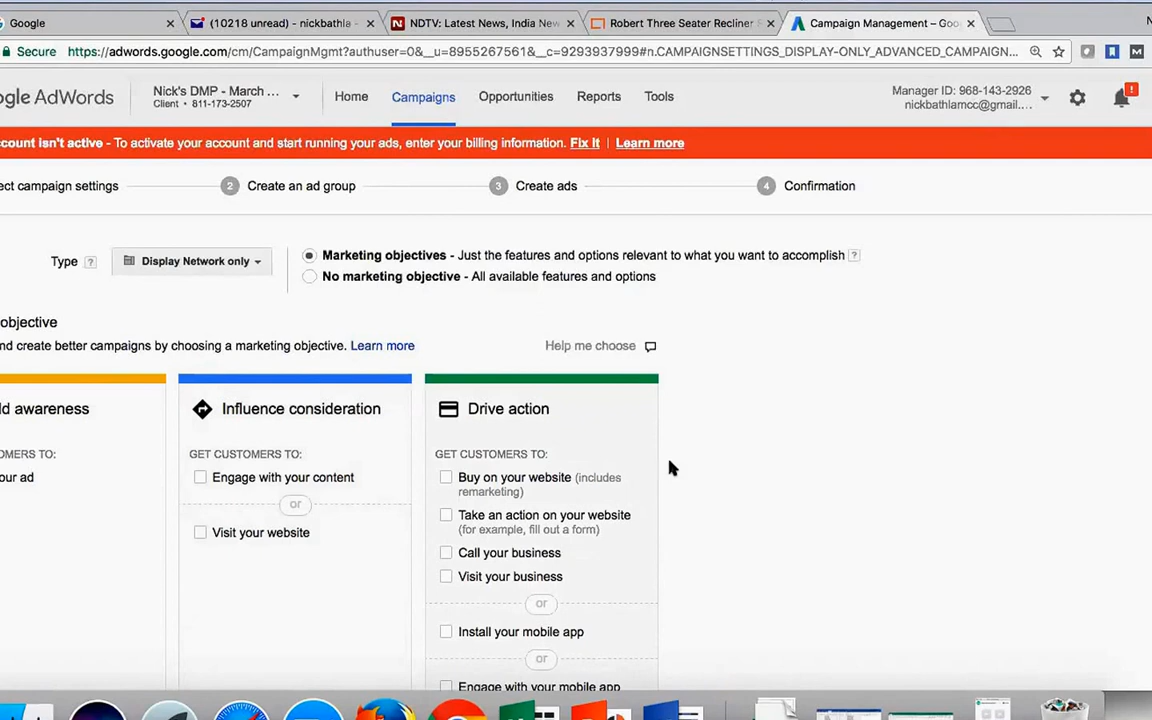 Google
(10218 unread) - nickbathla -
NDTV: Latest News, India New
Robert Three Seater Recliner
Campaign Management – Goo
Secure
https://adwords.google.com/cm/CampaignMgmt?authuser=0&__u=8955267561&__c=9293937999#n.CAMPAIGNSETTINGS_DISPLAY-ONLY_ADVANCED_CAMPAIGN...
gle AdWords
Nick's DMP - March ...
Client • 811-173-2507
Home
Campaigns
Opportunities
Reports
Tools
Manager ID: 968-143-2926
nickbathlamcc@gmail....
!
count isn't active - To activate your account and start running your ads, enter your billing information. Fix It | Learn more
ect campaign settings
2 Create an ad group
3 Create ads
4 Confirmation
Type ?
Display Network only
Marketing objectives - Just the features and options relevant to what you want to accomplish ?
No marketing objective - All available features and options
objective
nd create better campaigns by choosing a marketing objective. Learn more
Help me choose
ld awareness
OMERS TO:
our ad
Influence consideration
GET CUSTOMERS TO:
Engage with your content
or
Visit your website
Drive action
GET CUSTOMERS TO:
Buy on your website (includes
remarketing)
Take an action on your website
(for example, fill out a form)
Call your business
Visit your business
or
Install your mobile app
or
Engage with your mobile app